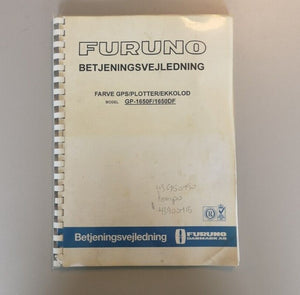 FURUNO
BETJENINGSVEJLEDNING
FARVE GPS/PLOTTER/EKKOLOD
MODEL GP-1650F/1650DF
Betjeningsvejledning
FURUNO
DANMARK AS